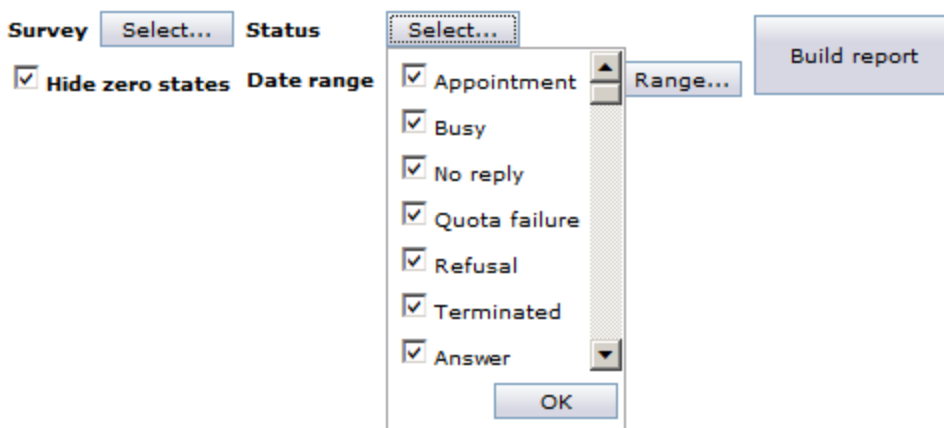 Survey Select... Status Select...
Build report
Hide zero states Date range Range...
Appointment
Busy
No reply
Quota failure
Refusal
Terminated
Answer
OK